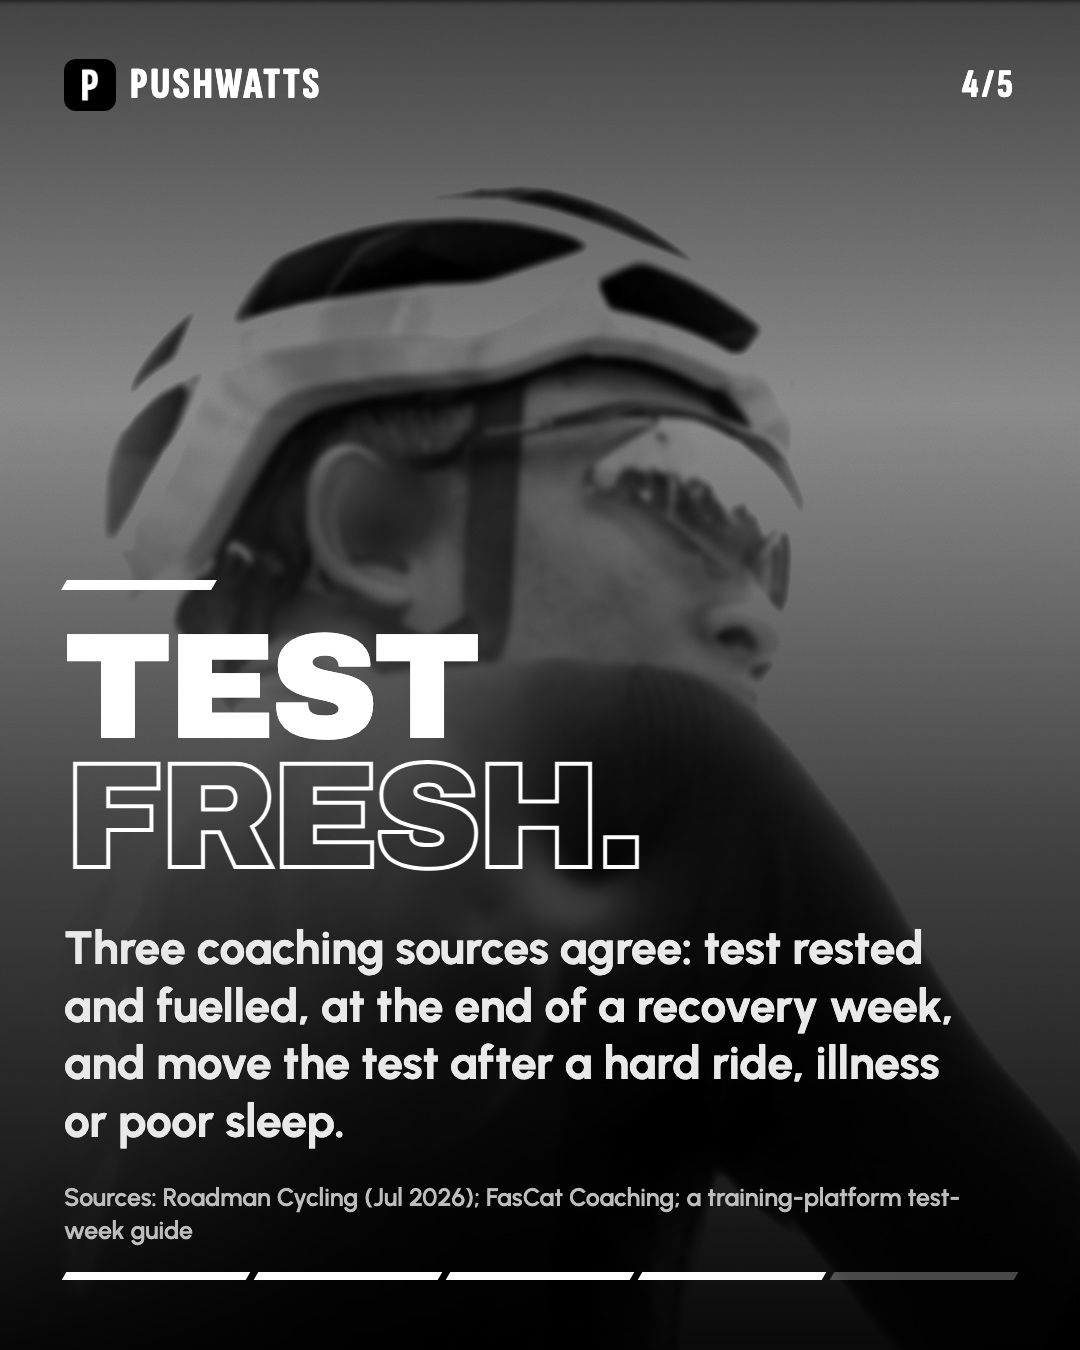 P PUSHWATTS
4/5
TEST
FRESH.
Three coaching sources agree: test rested
and fuelled, at the end of a recovery week,
and move the test after a hard ride, illness
or poor sleep.
Sources: Roadman Cycling (Jul 2026); FasCat Coaching; a training-platform test-
week guide